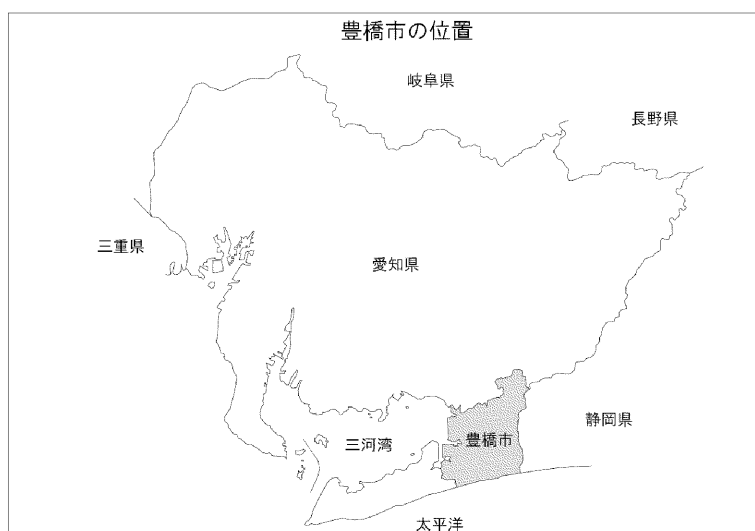 豊橋市の位置
岐阜県
長野県
三重県
愛知県
静岡県
三河湾
豊橋市
太平洋